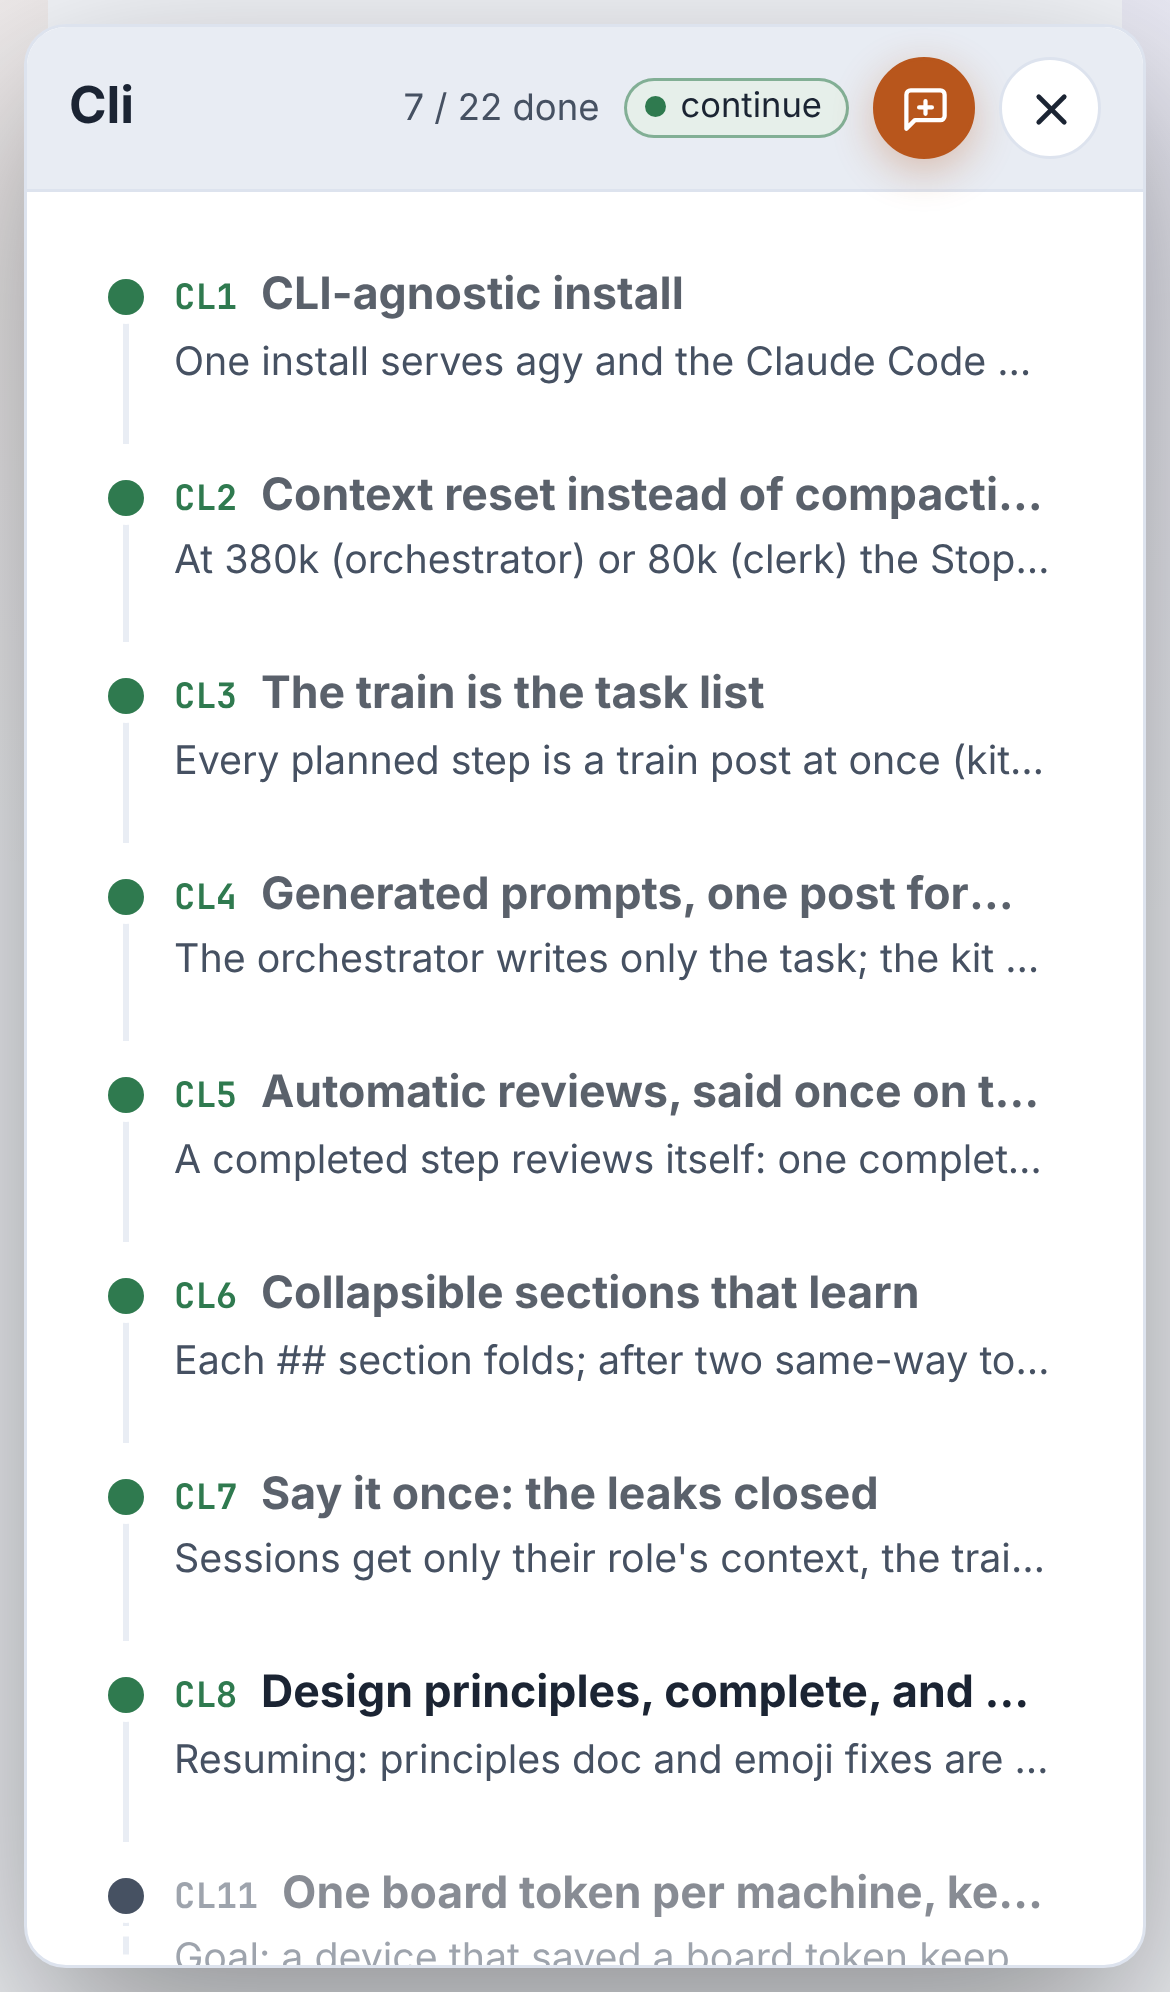 Cli
7 / 22 done
continue
CL1 CLI-agnostic install
One install serves agy and the Claude Code ...
CL2 Context reset instead of compacti...
At 380k (orchestrator) or 80k (clerk) the Stop...
CL3 The train is the task list
Every planned step is a train post at once (kit...
CL4 Generated prompts, one post for...
The orchestrator writes only the task; the kit ...
CL5 Automatic reviews, said once on t...
A completed step reviews itself: one complet...
CL6 Collapsible sections that learn
Each ## section folds; after two same-way to...
CL7 Say it once: the leaks closed
Sessions get only their role's context, the trai...
CL8 Design principles, complete, and ...
Resuming: principles doc and emoji fixes are ...
CL11 One board token per machine, ke...
Goal: a device that saved a board token keep